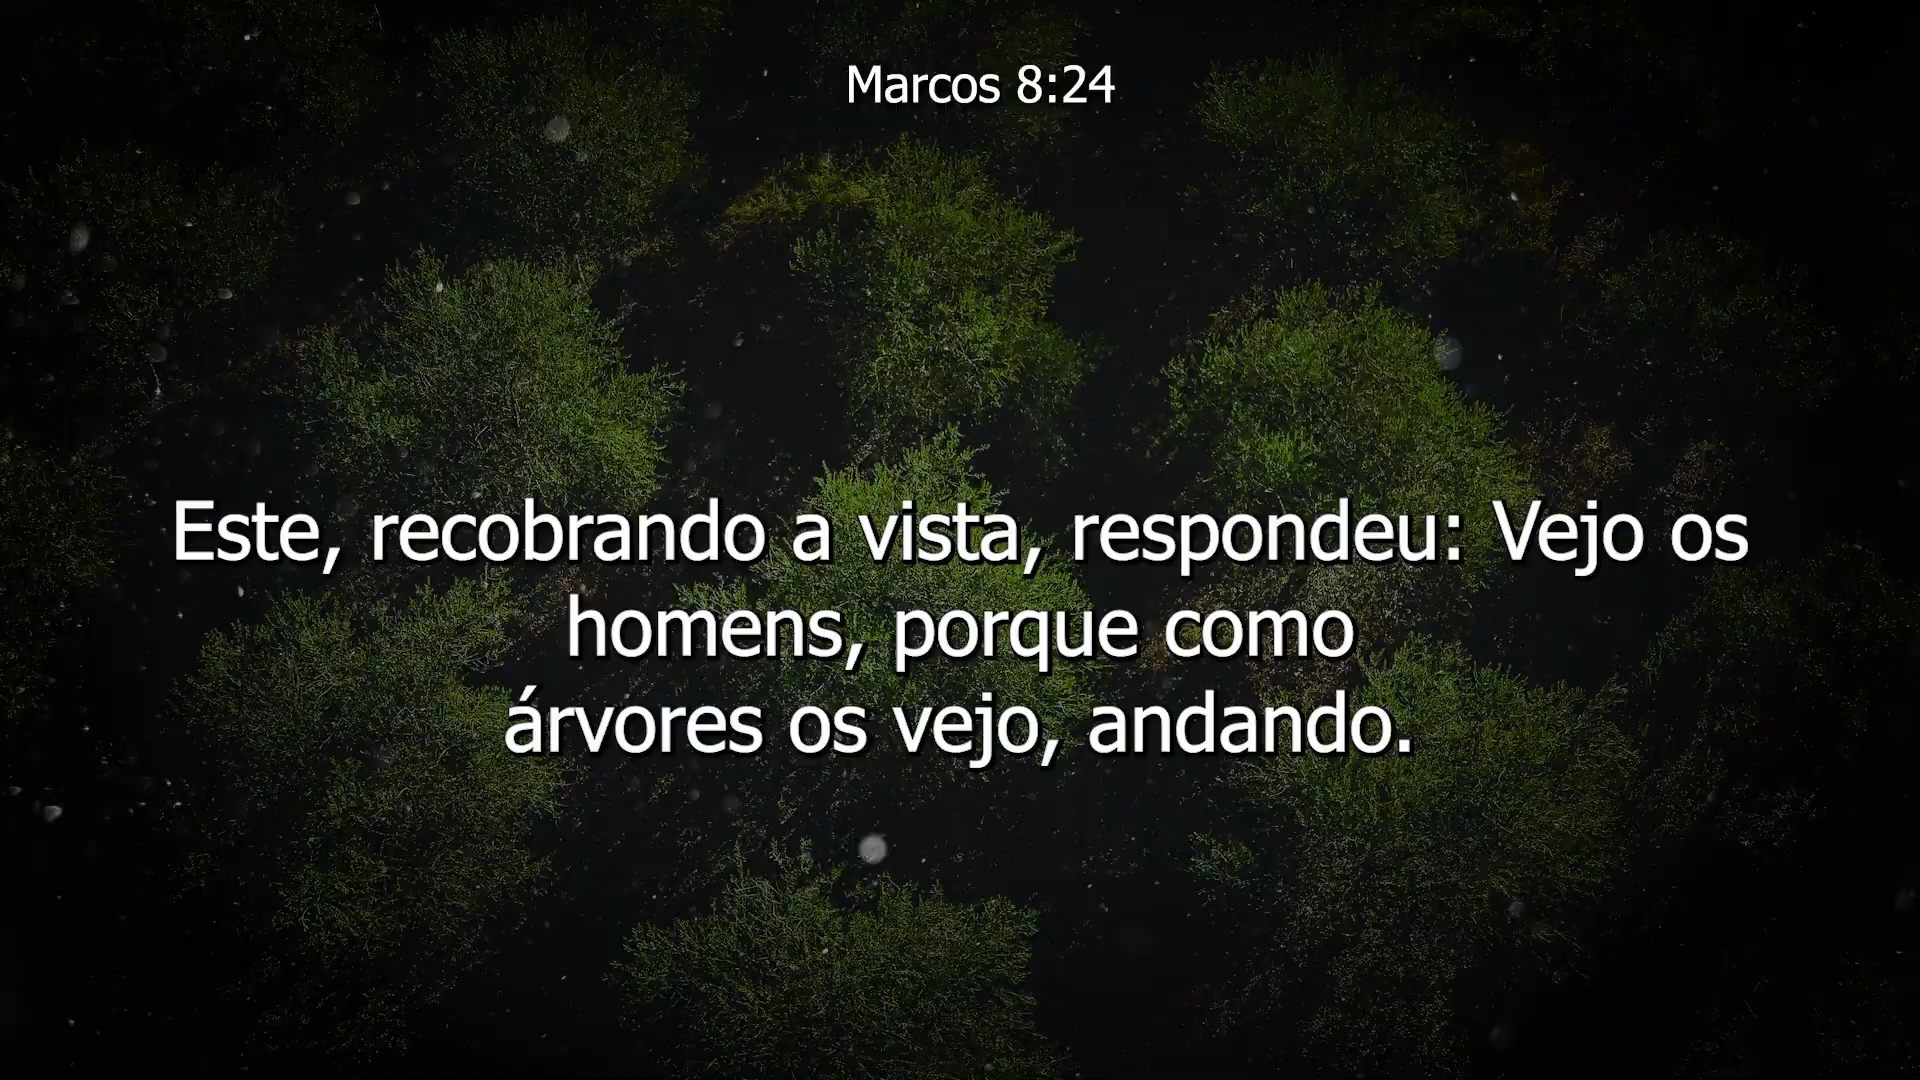 Marcos 8:24
Este, recobrando a vista, respondeu: Vejo os
homens, porque como
árvores os vejo, andando.